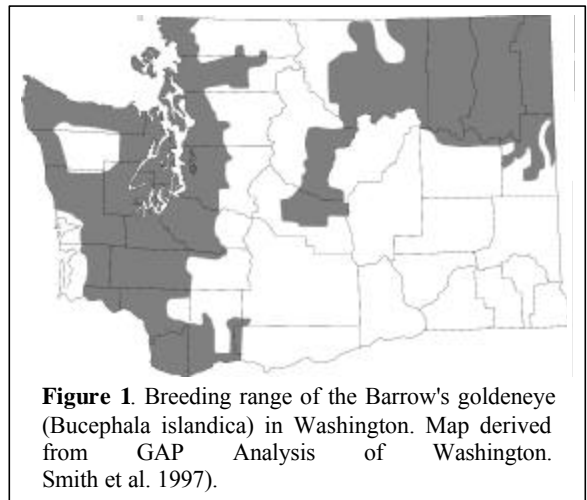 Figure 1. Breeding range of the Barrow's goldeneye
(Bucephala islandica) in Washington. Map derived
from GAP Analysis of Washington.
Smith et al. 1997).